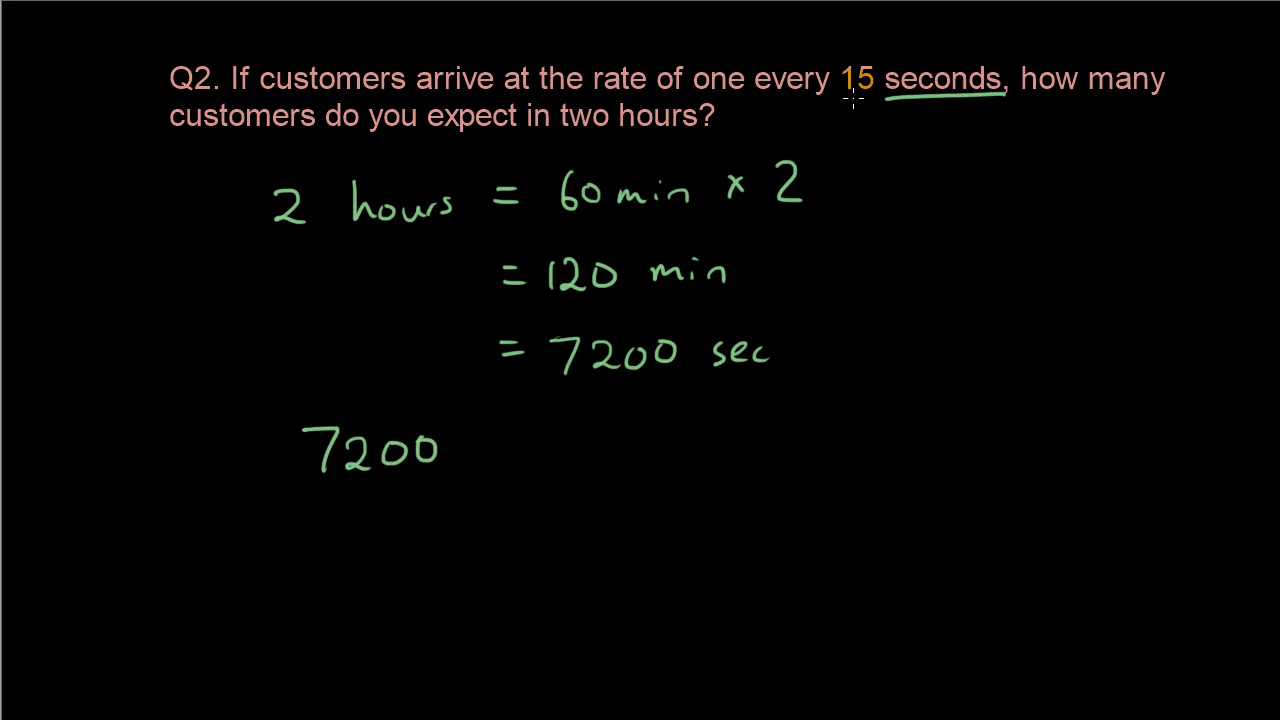 Q2. If customers arrive at the rate of one every 15 seconds, how many
customers do you expect in two hours?
2 hours = 60 min × 2
= 120 min
= 7200 sec
7200